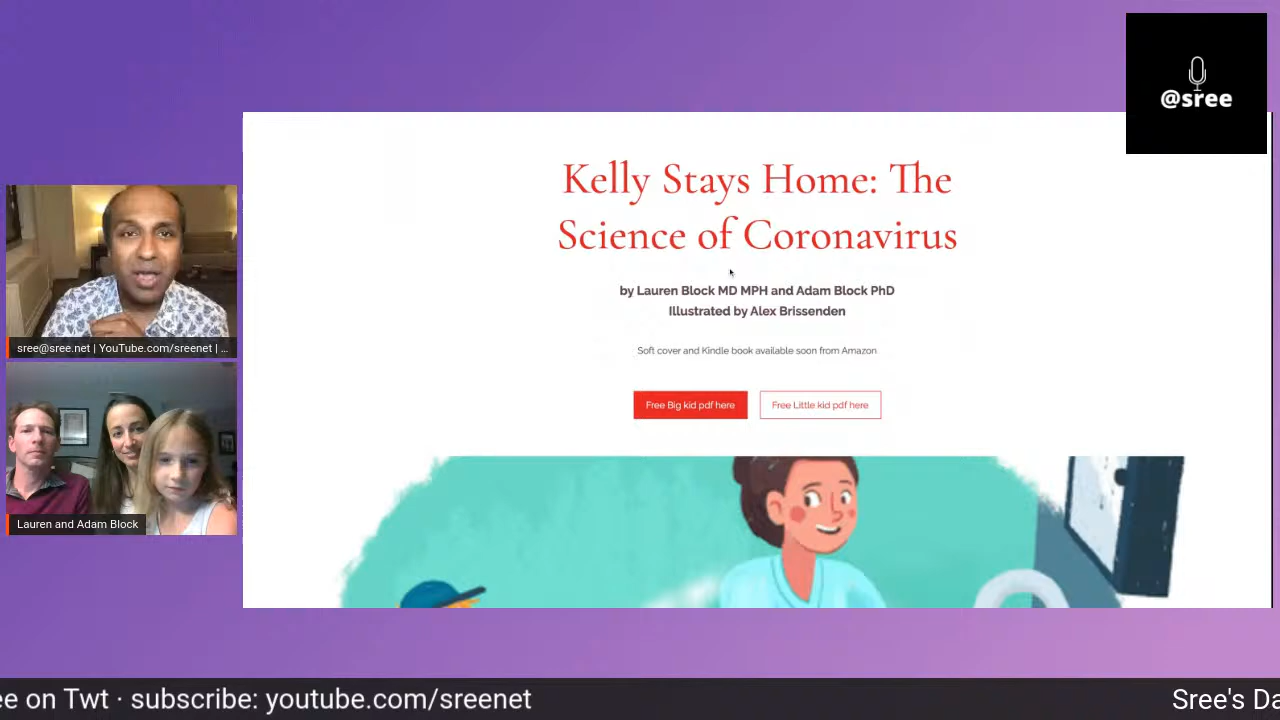 @sree
Kelly Stays Home: The
Science of Coronavirus
by Lauren Block MD MPH and Adam Block PhD
Illustrated by Alex Brissenden
Soft cover and Kindle book available soon from Amazon
Free Big kid pdf here
Free Little kid pdf here
sree@sree.net | YouTube.com/sreenet | ...
Lauren and Adam Block
ee on Twt · subscribe: youtube.com/sreenet
Sree's Da